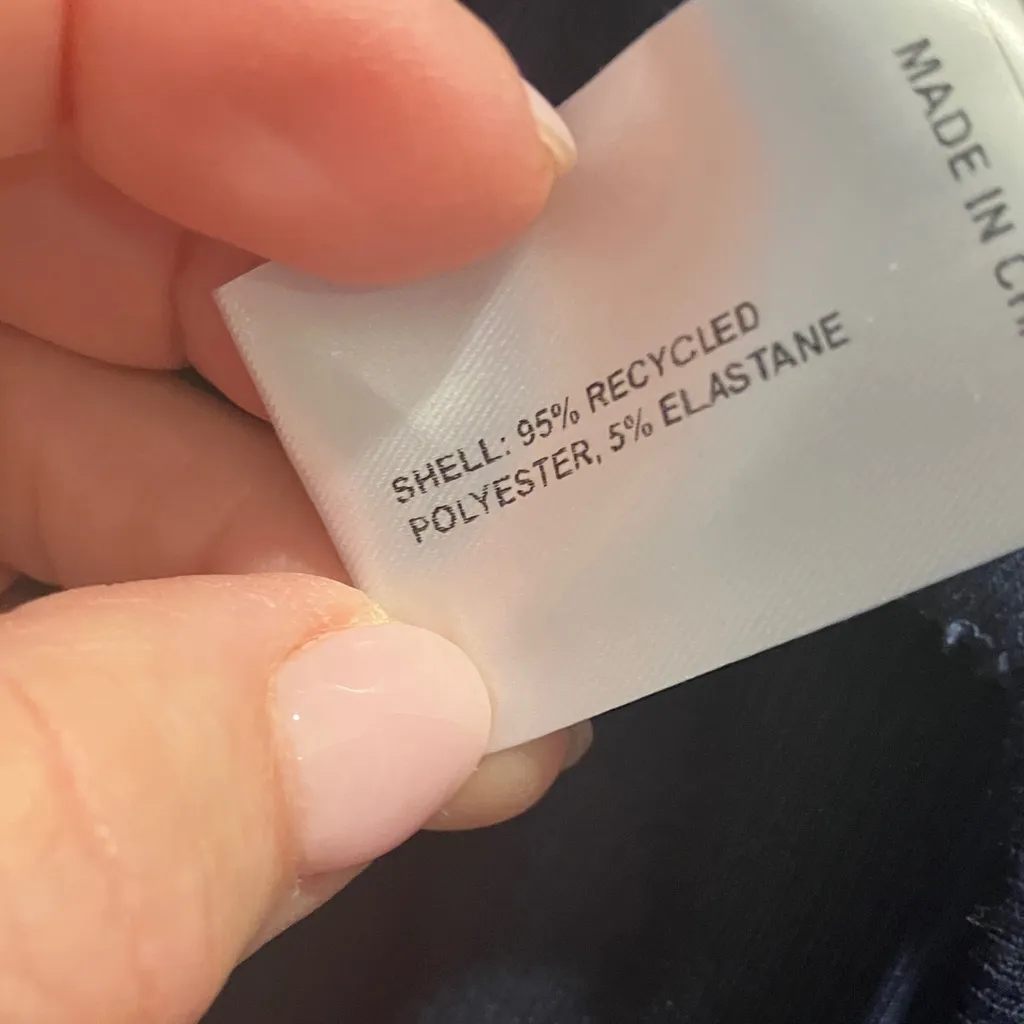 SHELL: 95% RECYCLED
POLYESTER, 5% ELASTANE
MADE IN